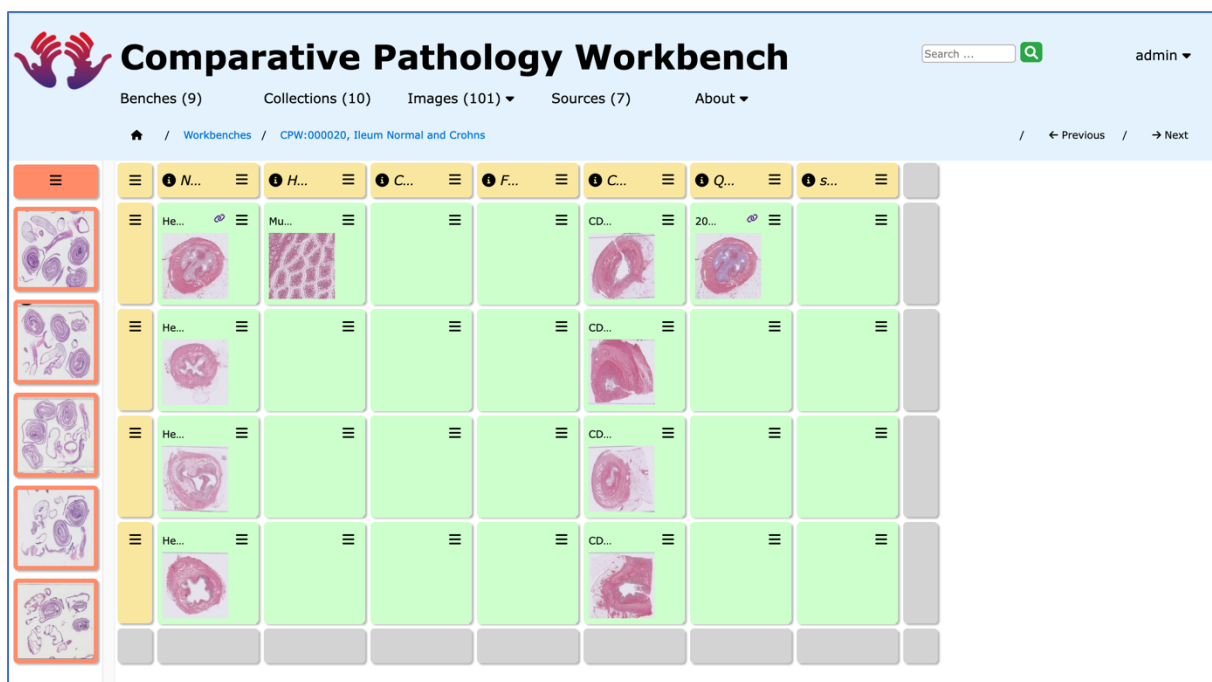 Comparative Pathology Workbench
Search ...
admin
Benches (9) Collections (10) Images (101) Sources (7) About
/ Workbenches / CPW:000020, Ileum Normal and Crohns / ← Previous / → Next
N... H... C... F... C... Q... s...
He... Mu... CD... 20...
He... CD...
He... CD...
He... CD...